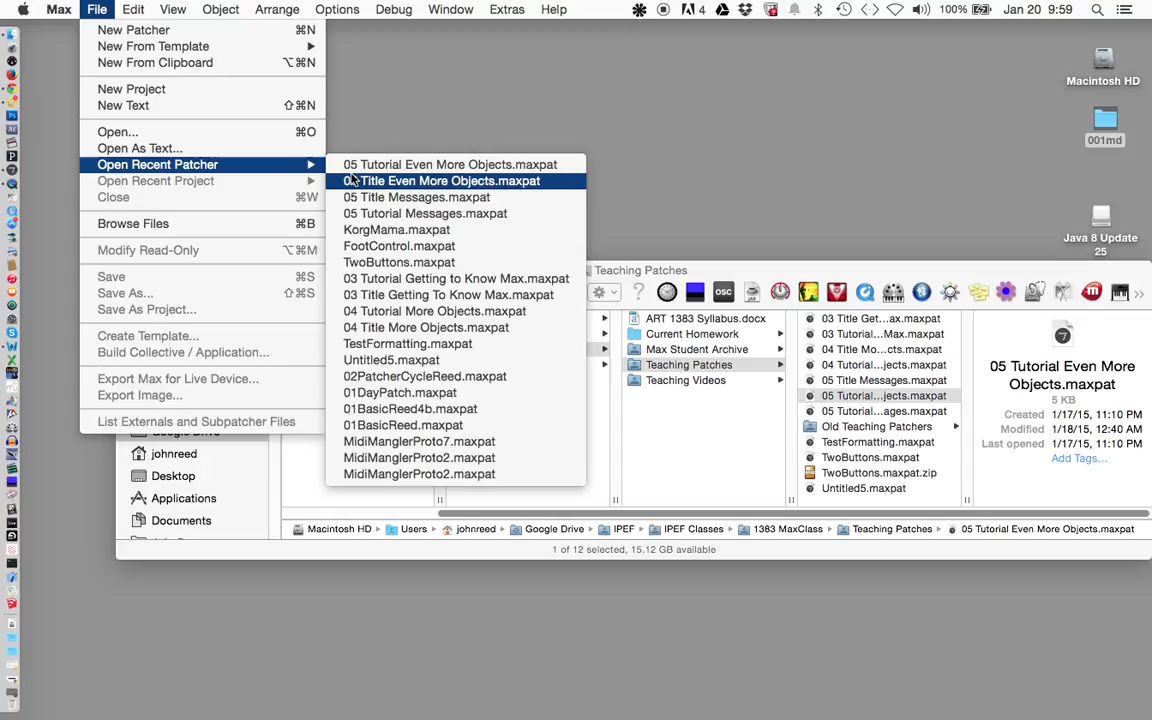 Max File Edit View Object Arrange Options Debug Window Extras Help 4 100% Jan 20 9:59
New Patcher ⌘N
New From Template
New From Clipboard ⌥⌘N
New Project
New Text ⇧⌘N
Open... ⌘O
Open As Text...
Open Recent Patcher
Open Recent Project
Close ⌘W
Browse Files ⌘B
Modify Read-Only ⌥⌘M
Save ⌘S
Save As... ⇧⌘S
Save As Project...
Create Template...
Build Collective / Application...
Export Max for Live Device...
Export Image...
List Externals and Subpatcher Files
05 Tutorial Even More Objects.maxpat
Title Even More Objects.maxpat
05 Title Messages.maxpat
05 Tutorial Messages.maxpat
KorgMama.maxpat
FootControl.maxpat
TwoButtons.maxpat
03 Tutorial Getting to Know Max.maxpat
03 Title Getting To Know Max.maxpat
04 Tutorial More Objects.maxpat
04 Title More Objects.maxpat
TestFormatting.maxpat
Untitled5.maxpat
02PatcherCycleReed.maxpat
01DayPatch.maxpat
01BasicReed4b.maxpat
01BasicReed.maxpat
MidiManglerProto7.maxpat
MidiManglerProto2.maxpat
MidiManglerProto2.maxpat
Macintosh HD
001md
Java 8 Update
25
Teaching Patches
OSC
johnreed
Desktop
Applications
Documents
ART 1383 Syllabus.docx
Current Homework
Max Student Archive
Teaching Patches
Teaching Videos
03 Title Get...ax.maxpat
03 Tutorial...Max.maxpat
04 Title Mo...cts.maxpat
04 Tutorial...jects.maxpat
05 Title Messages.maxpat
05 Tutorial...jects.maxpat
05 Tutorial...ages.maxpat
Old Teaching Patchers
TestFormatting.maxpat
TwoButtons.maxpat
TwoButtons.maxpat.zip
Untitled5.maxpat
05 Tutorial Even More
Objects.maxpat
5 KB
Created 1/17/15, 11:10 PM
Modified 1/18/15, 12:40 AM
Last opened 1/17/15, 11:10 PM
Add Tags...
Macintosh HD Users johnreed Google Drive IPEF IPEF Classes 1383 MaxClass Teaching Patches 05 Tutorial Even More Objects.maxpat
1 of 12 selected, 15.12 GB available